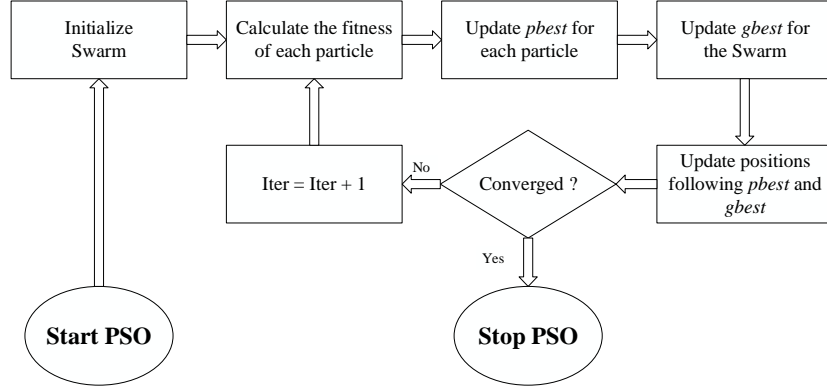 Initialize
Swarm
Calculate the fitness
of each particle
Update pbest for
each particle
Update gbest for
the Swarm
Iter = Iter + 1
No
Converged ?
Update positions
following pbest and
gbest
Yes
Start PSO
Stop PSO